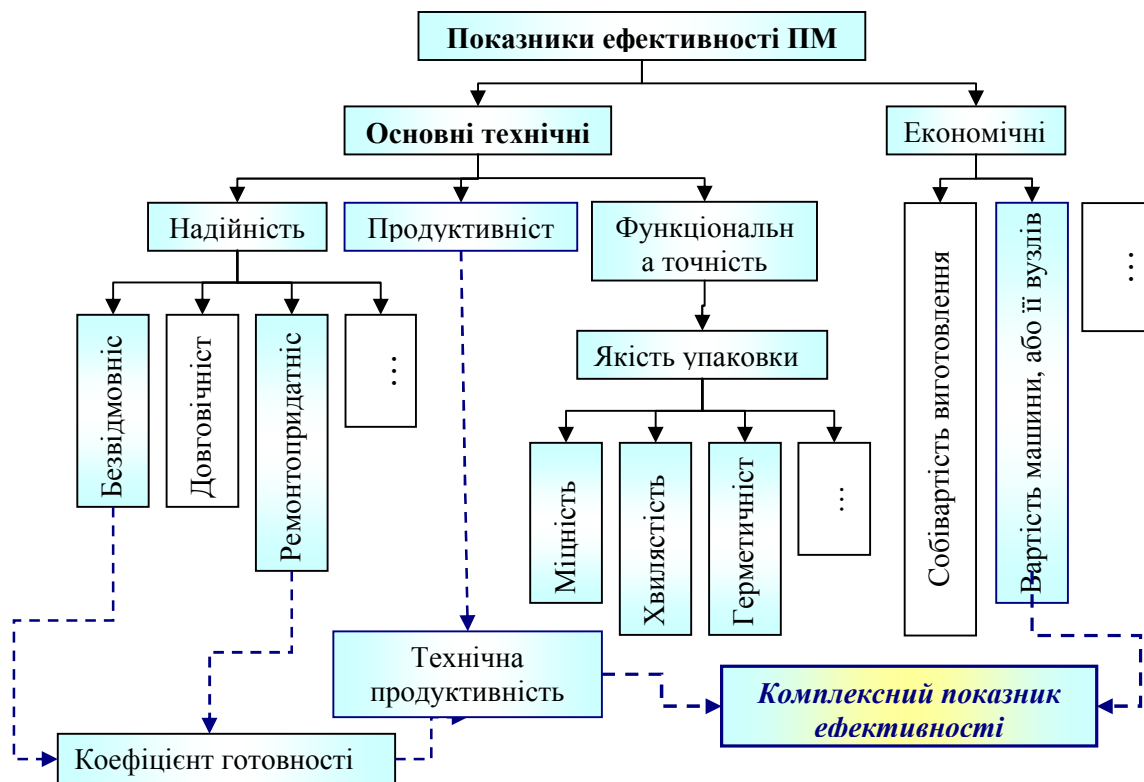 Показники ефективності ПМ
Основні технічні
Економічні
Надійність
Продуктивніст
Функціональн
а точність
Якість упаковки
Безвідмовніс
Довговічніст
Ремонтопридатніс
...
Міцність
Хвилястість
Герметичніст
...
Собівартість виготовлення
Вартість машини, або її вузлів
...
Технічна
продуктивність
Комплексний показник
ефективності
Коефіцієнт готовності